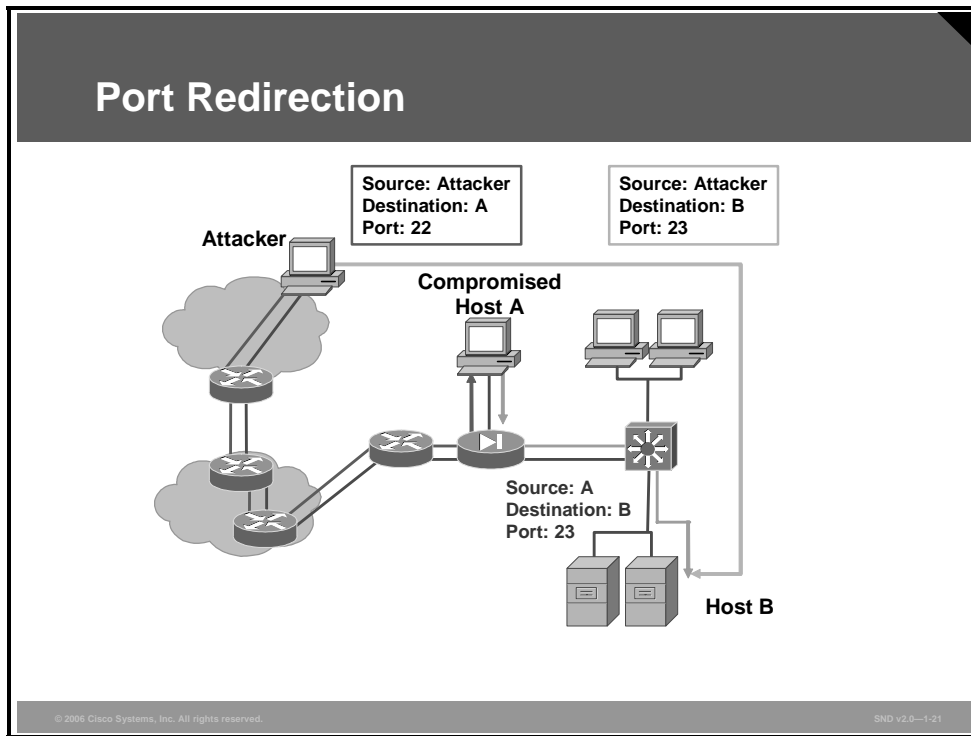 Port Redirection
Source: Attacker
Destination: A
Port: 22
Source: Attacker
Destination: B
Port: 23
Attacker
Compromised
Host A
Source: A
Destination: B
Port: 23
Host B
© 2006 Cisco Systems, Inc. All rights reserved.
SND v2.0—1-21